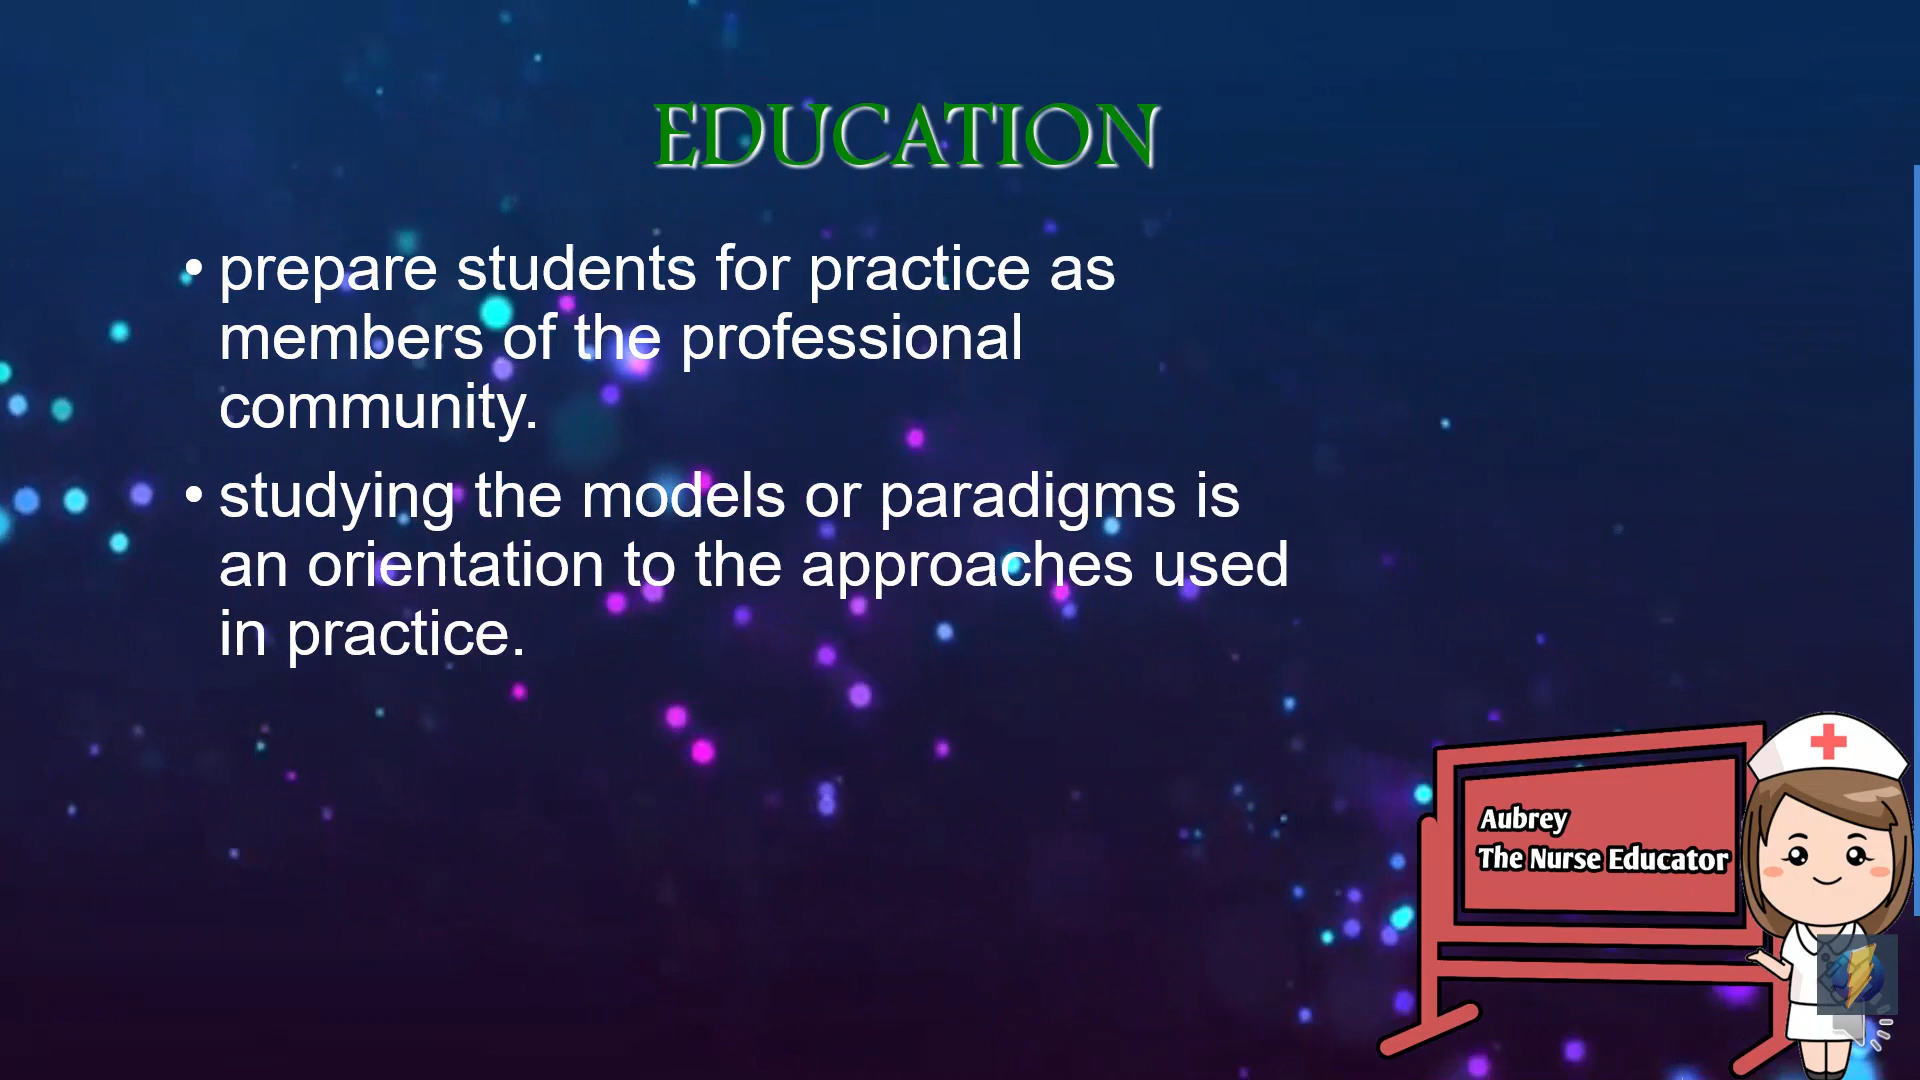 EDUCATION
• prepare students for practice as
members of the professional
community.
• studying the models or paradigms is
an orientation to the approaches used
in practice.
Aubrey
The Nurse Educator